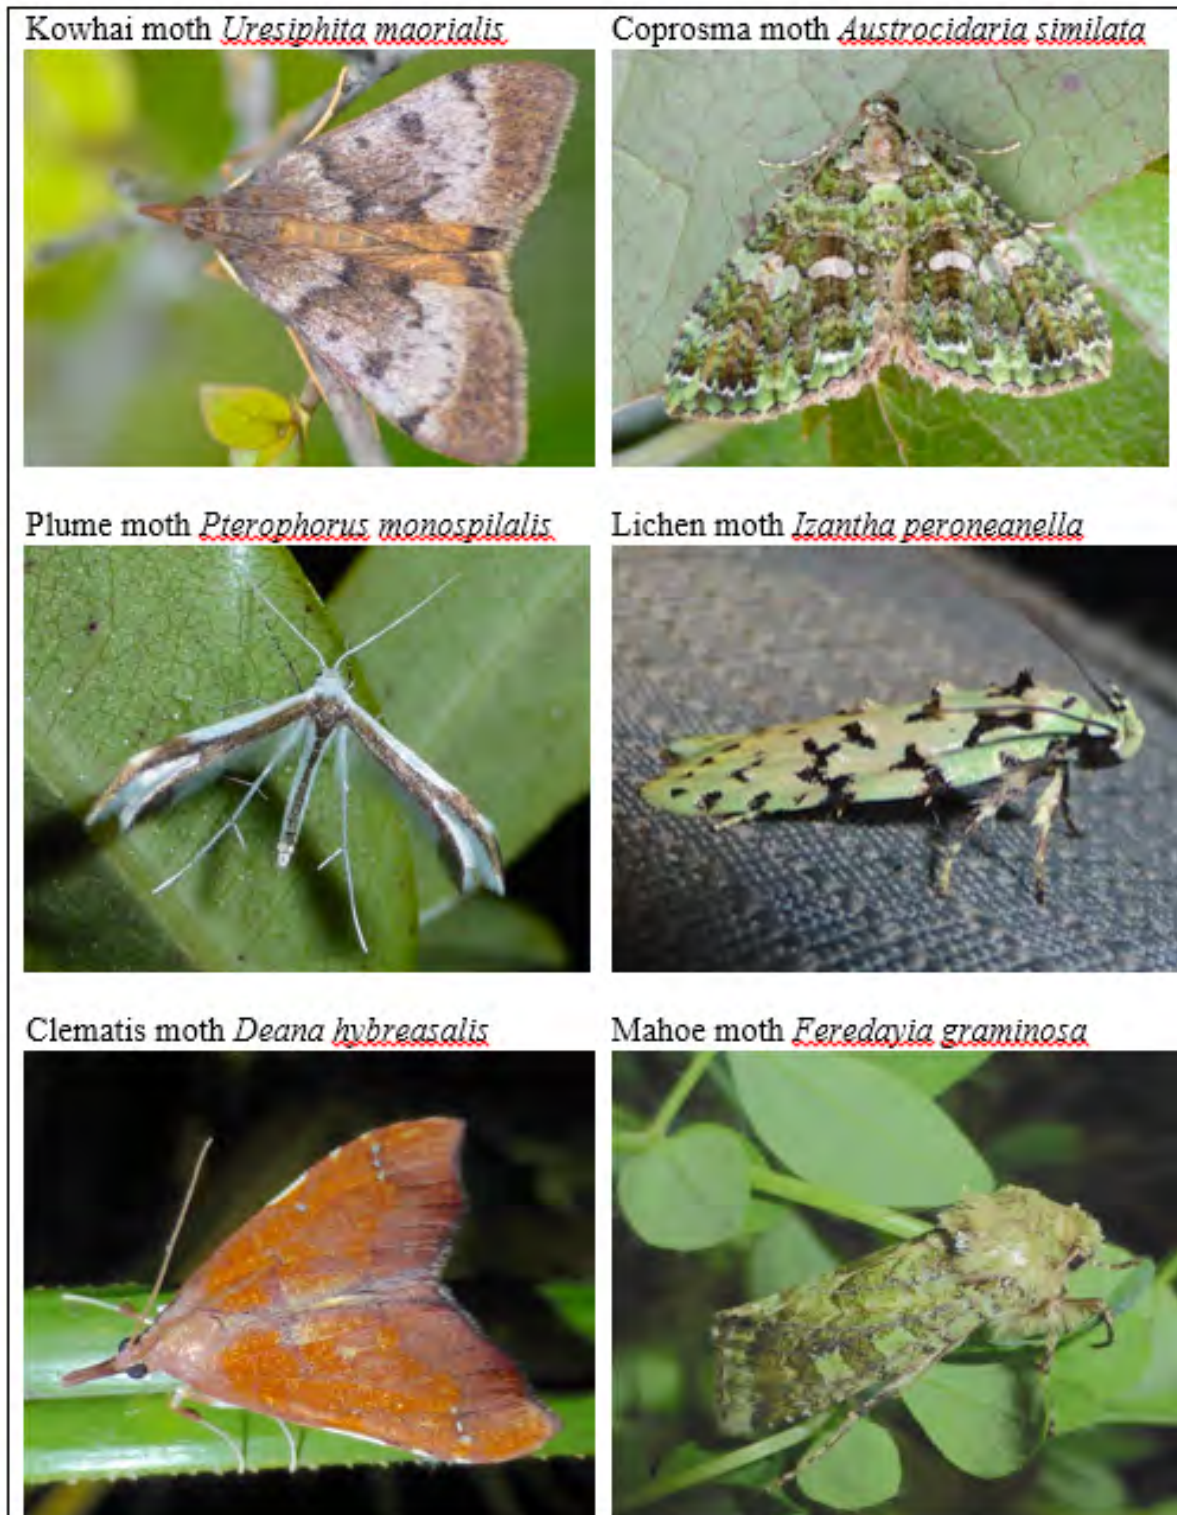 Kowhai moth Uresiphita maorialis
Coprosma moth Austrocidaria similata
Plume moth Pterophorus monospilalis
Lichen moth Izantha peroneanella
Clematis moth Deana hybreasalis
Mahoe moth Feredayia graminosa